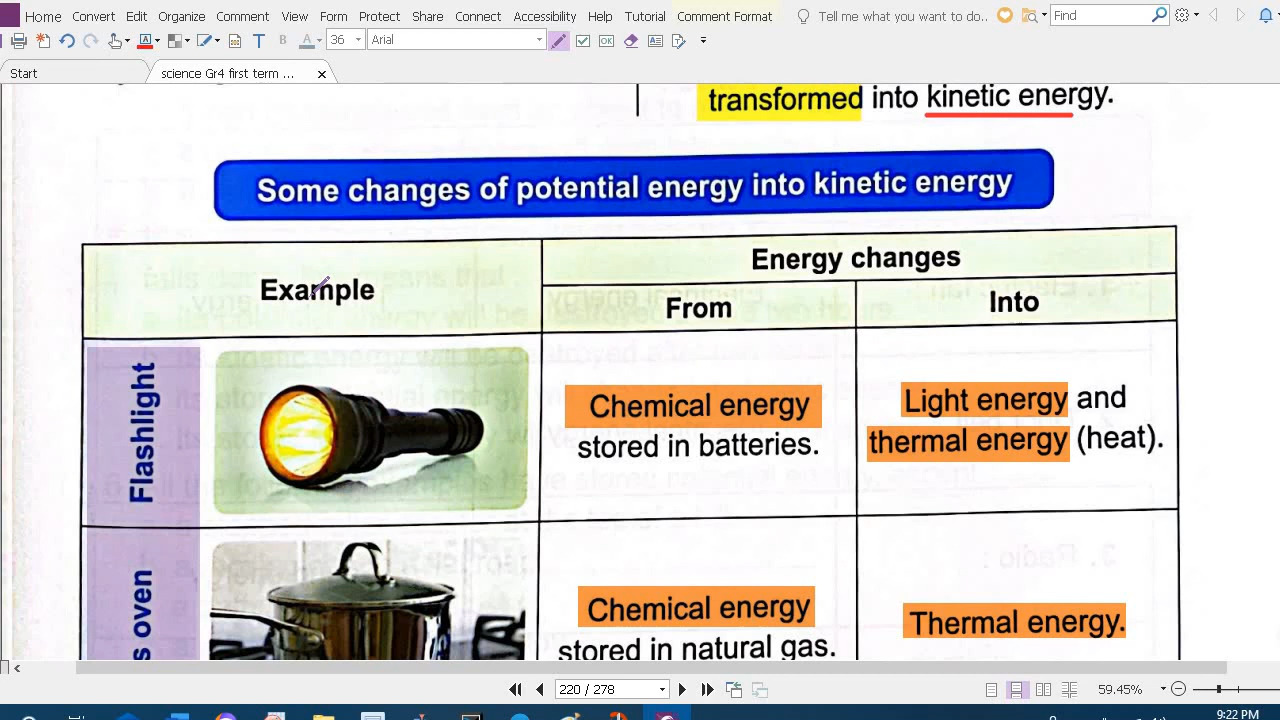 Home Convert Edit Organize Comment View Form Protect Share Connect Accessibility Help Tutorial Comment Format Tell me what you want to do.. Find
36 Arial
Start science Gr4 first term ...
transformed into kinetic energy.
Some changes of potential energy into kinetic energy
Example
Energy changes
From
Into
Flashlight
Chemical energy
stored in batteries.
Light energy and
thermal energy (heat).
s oven
Chemical energy
stored in natural gas.
Thermal energy.
3. Radio :
220 / 278
59.45%
9:22 PM